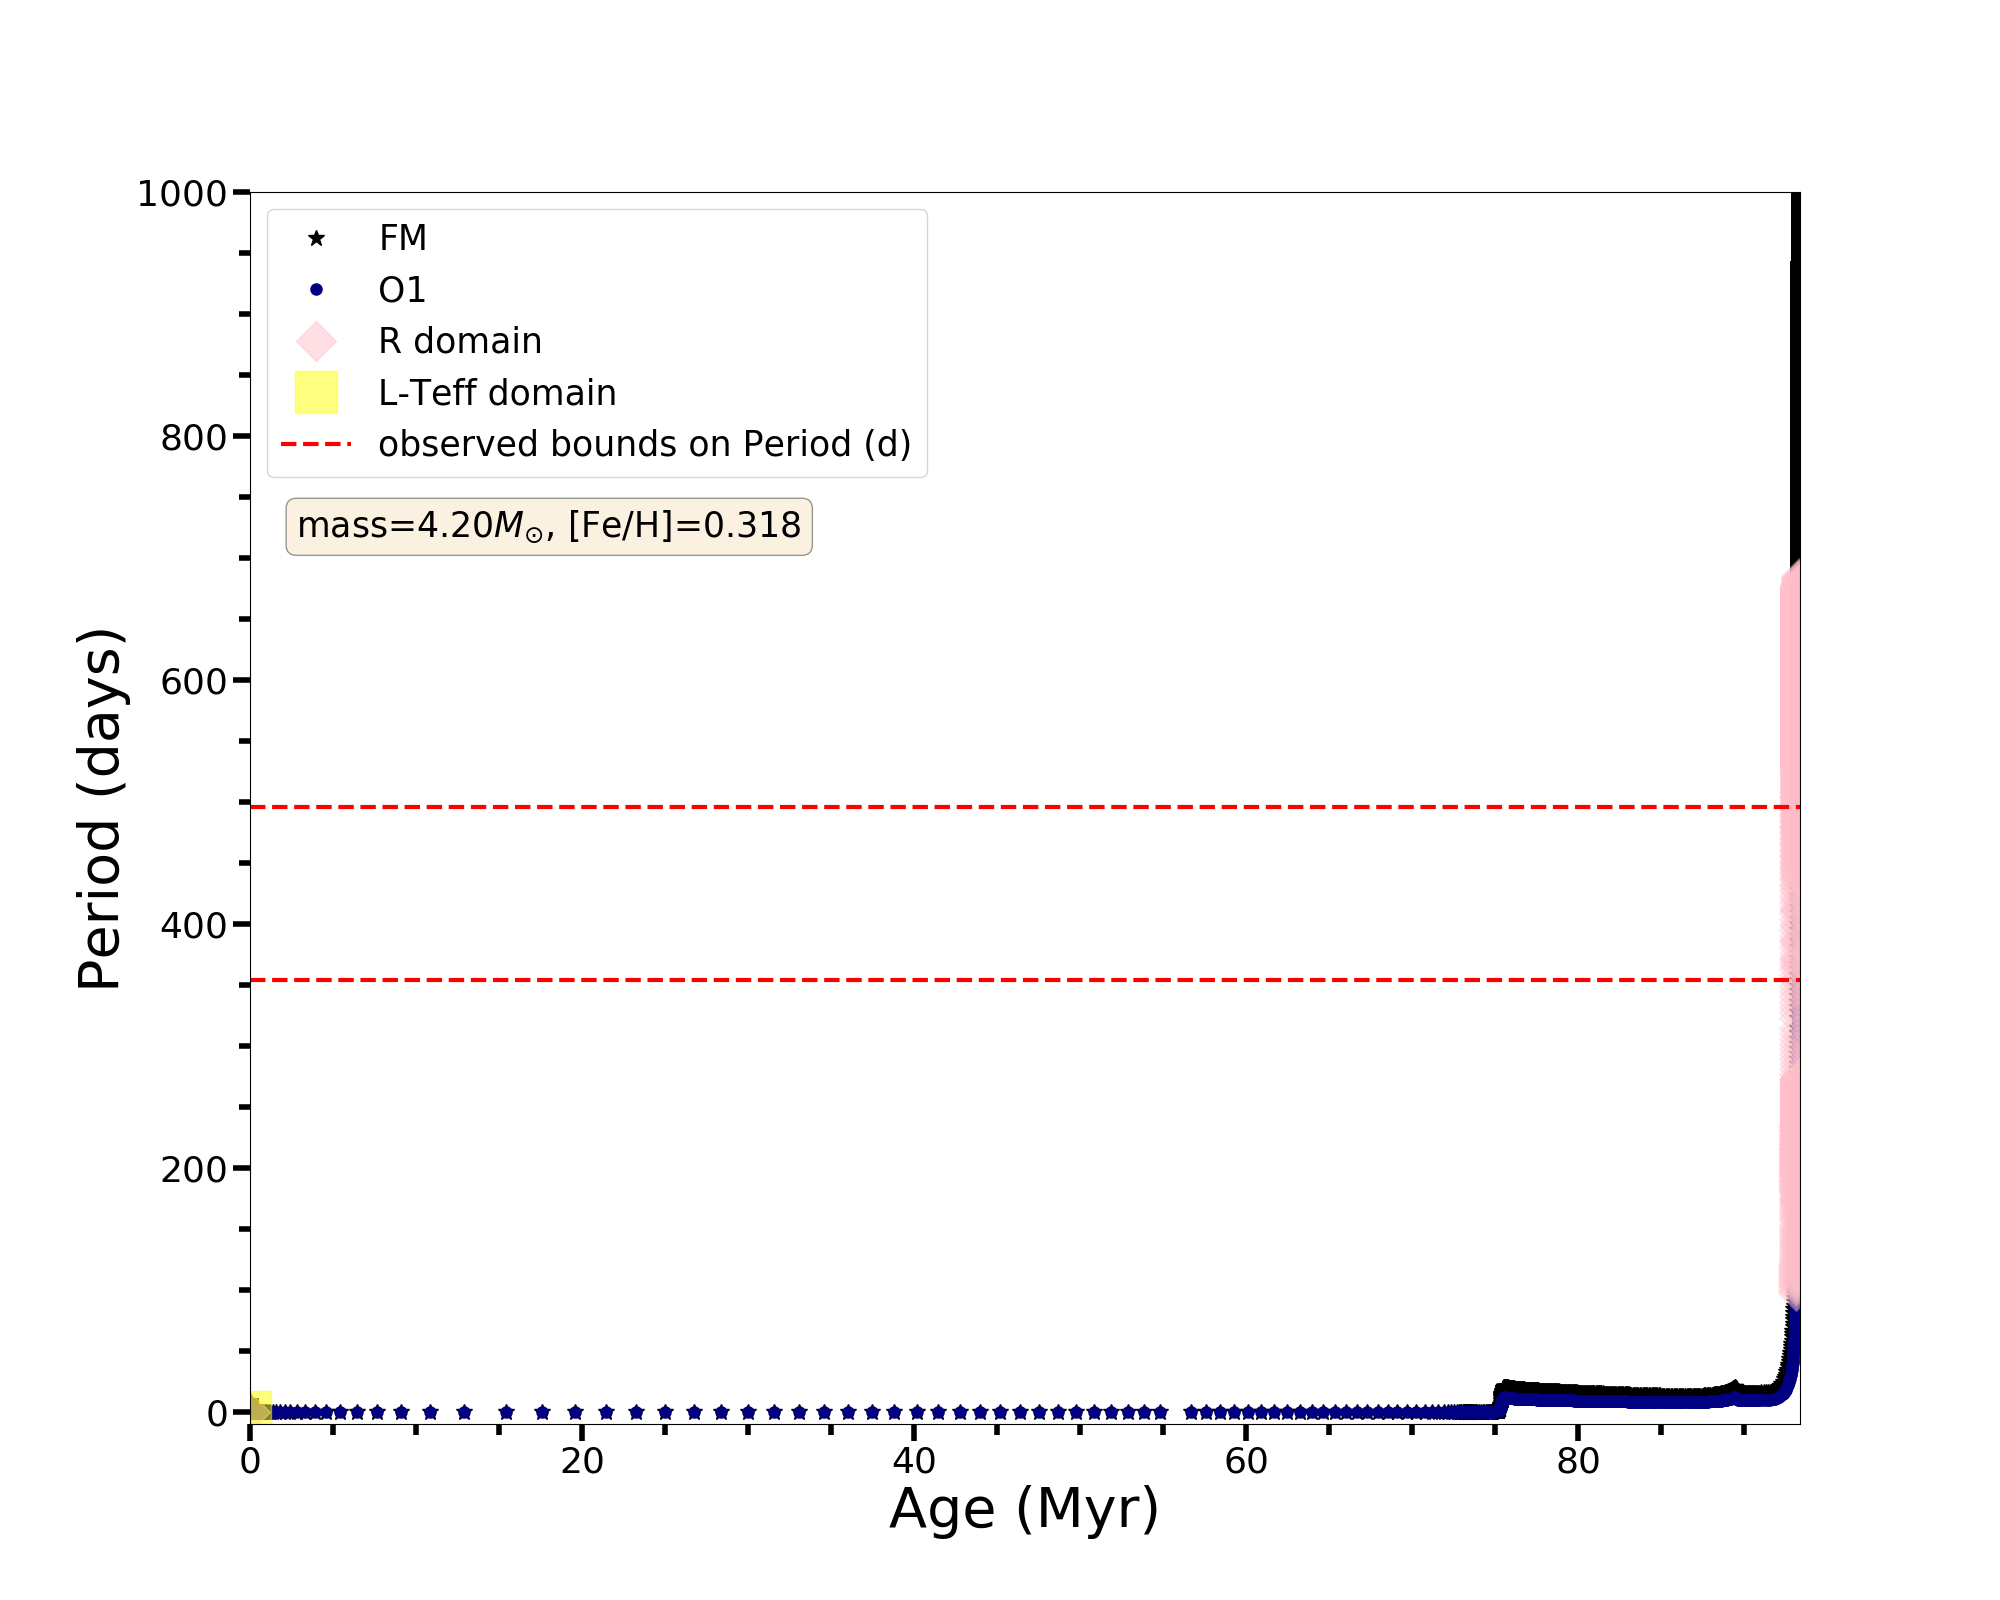 1000
800
600
400
200
0
Period (days)
FM
O1
R domain
L-Teff domain
observed bounds on Period (d)
mass=4.20M⊙, [Fe/H]=0.318
0 20 40 60 80
Age (Myr)